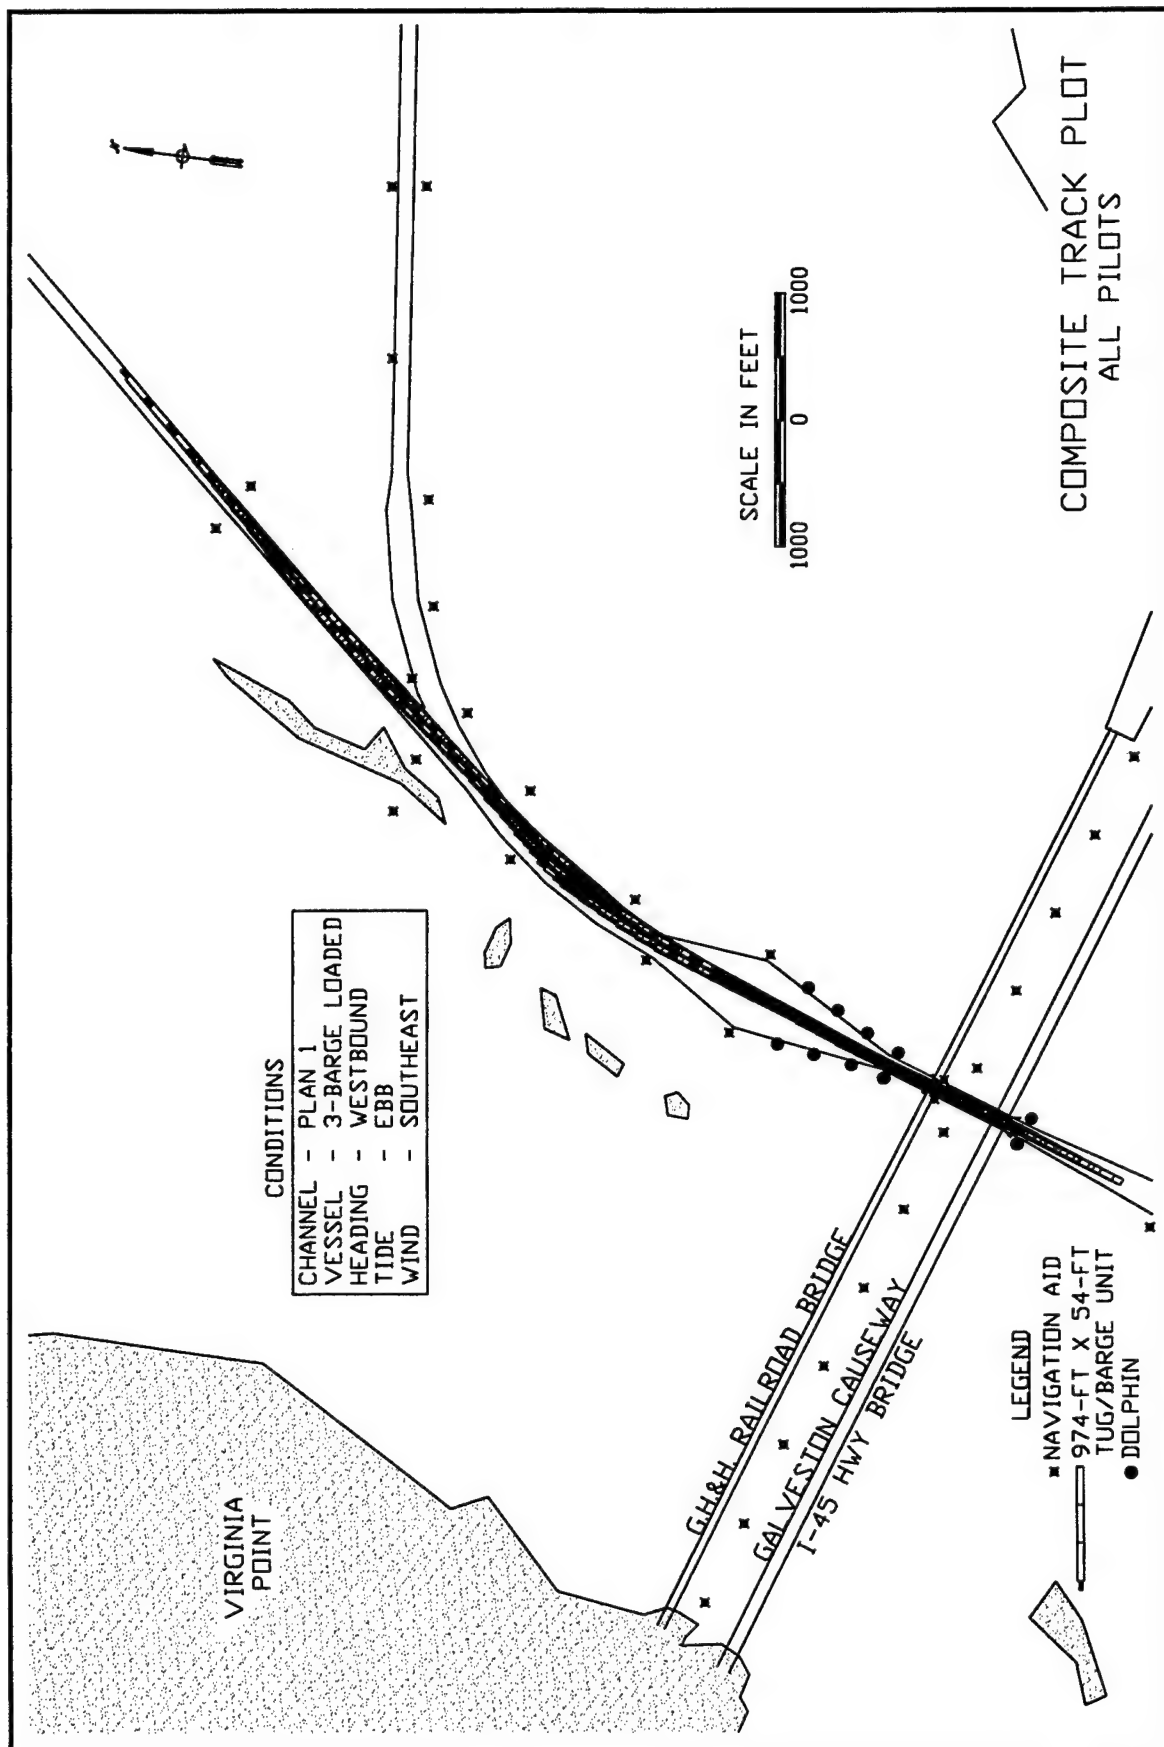 VIRGINIA
POINT
CONDITIONS
CHANNEL - PLAN 1
VESSEL - 3-BARGE LOADED
HEADING - WESTBOUND
TIDE - EBB
WIND - SOUTHEAST
G.H.&H. RAILROAD BRIDGE
GALVESTON CAUSEWAY
I-45 HWY BRIDGE
SCALE IN FEET
1000 0 1000
LEGEND
NAVIGATION AID
974-FT X 54-FT
TUG/BARGE UNIT
DOLPHIN
COMPOSITE TRACK PLOT
ALL PILOTS